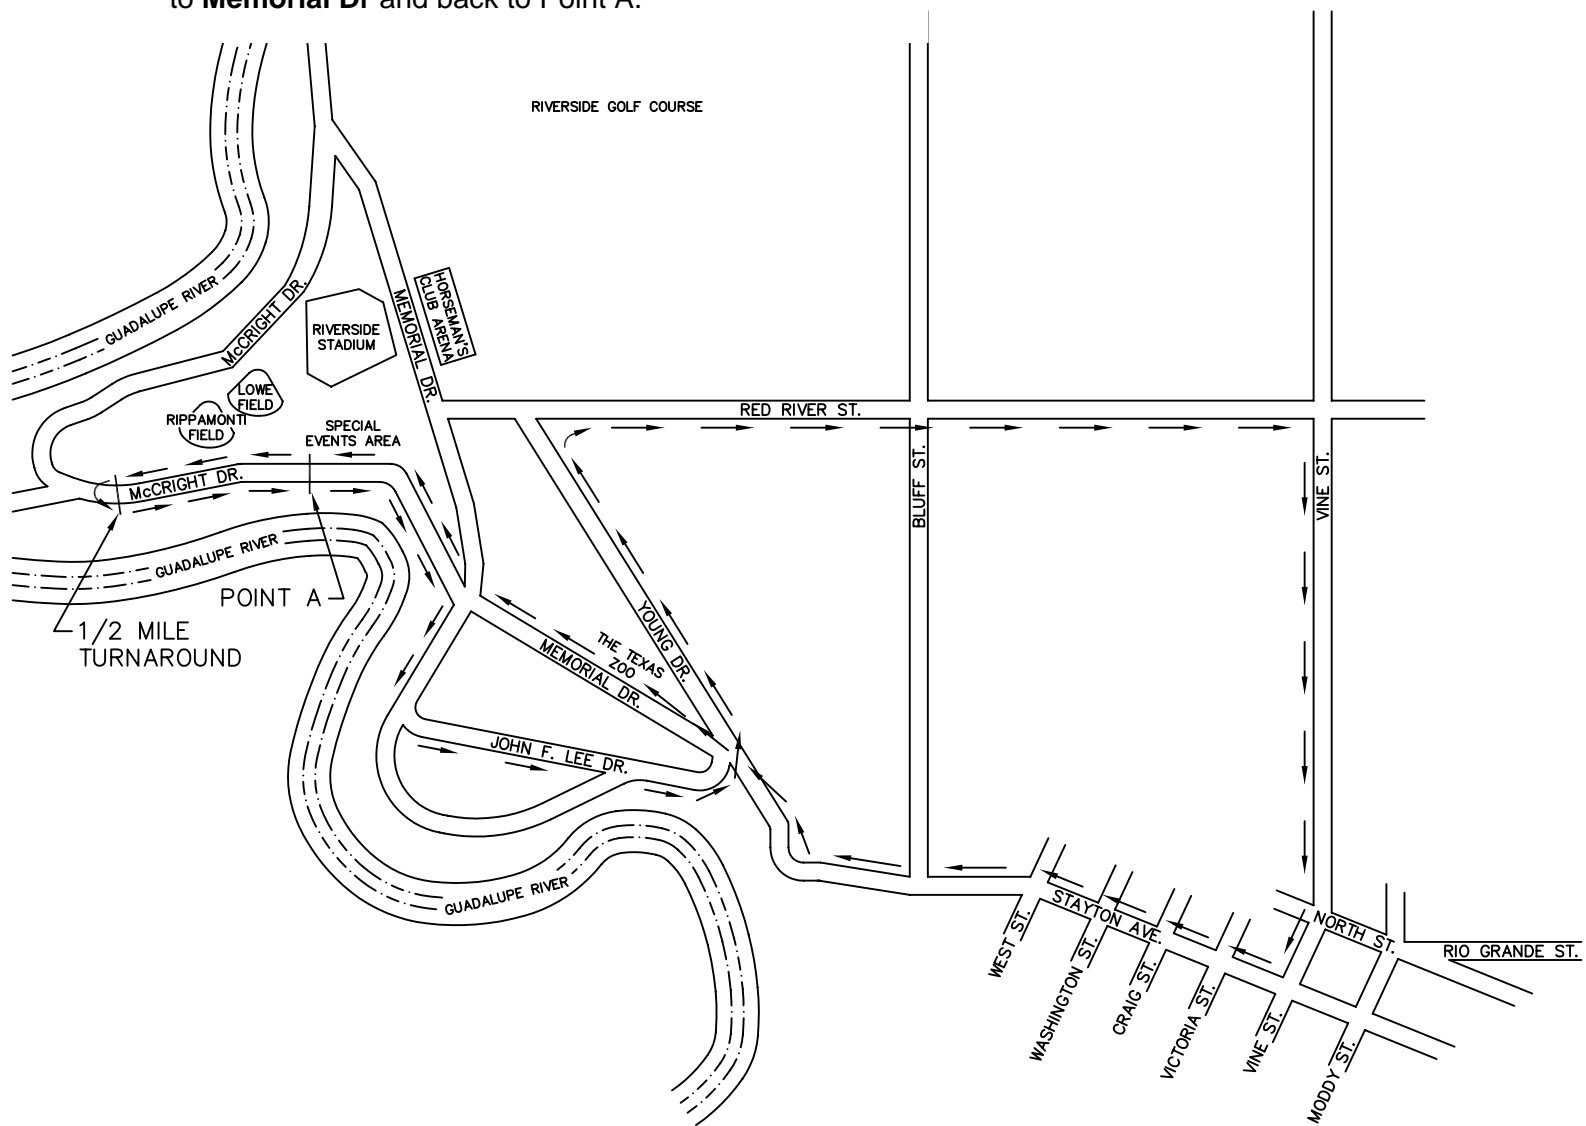 to Memorial Dr and back to Point A.
RIVERSIDE GOLF COURSE
GUADALUPE RIVER
McCRIGHT DR.
RIVERSIDE
STADIUM
MEMORIAL DR.
HORSEMAN'S
CLUB ARENA
LOWE
FIELD
RIPPAMONTI
FIELD
SPECIAL
EVENTS AREA
RED RIVER ST.
McCRIGHT DR.
BLUFF ST.
VINE ST.
GUADALUPE RIVER
POINT A
1/2 MILE
TURNAROUND
YOUNG DR.
THE TEXAS
ZOO
MEMORIAL DR.
JOHN F. LEE DR.
GUADALUPE RIVER
STAYTON AVE.
NORTH ST.
RIO GRANDE ST.
WEST ST.
WASHINGTON ST.
CRAIG ST.
VICTORIA ST.
VINE ST.
MODDY ST.